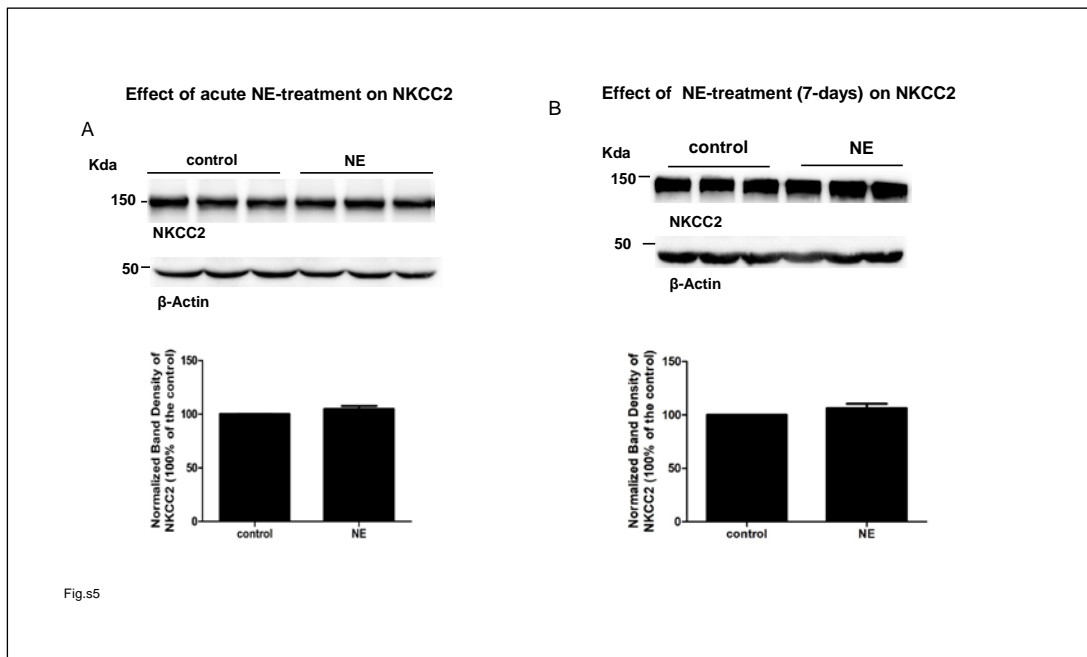 Effect of acute NE-treatment on NKCC2
A
Kda
control NE
150
NKCC2
50
β-Actin
Normalized Band Density of
NKCC2 (100% of the control)
150
100
50
0
control NE
Effect of NE-treatment (7-days) on NKCC2
B
Kda
control NE
150
NKCC2
50
β-Actin
Normalized Band Density of
NKCC2 (100% of the control)
150
100
50
0
control NE
Fig.s5